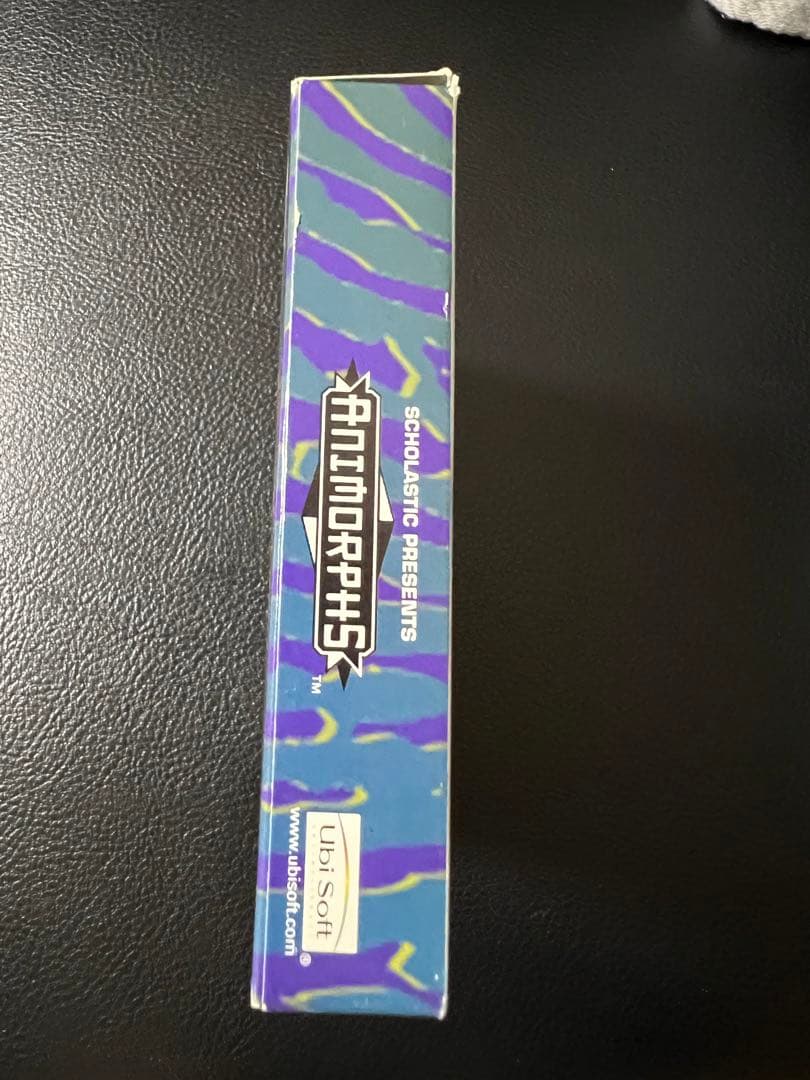 SCHOLASTIC PRESENTS
ANIMORPHS
TM
Ubi Soft
®
www.ubisoft.com